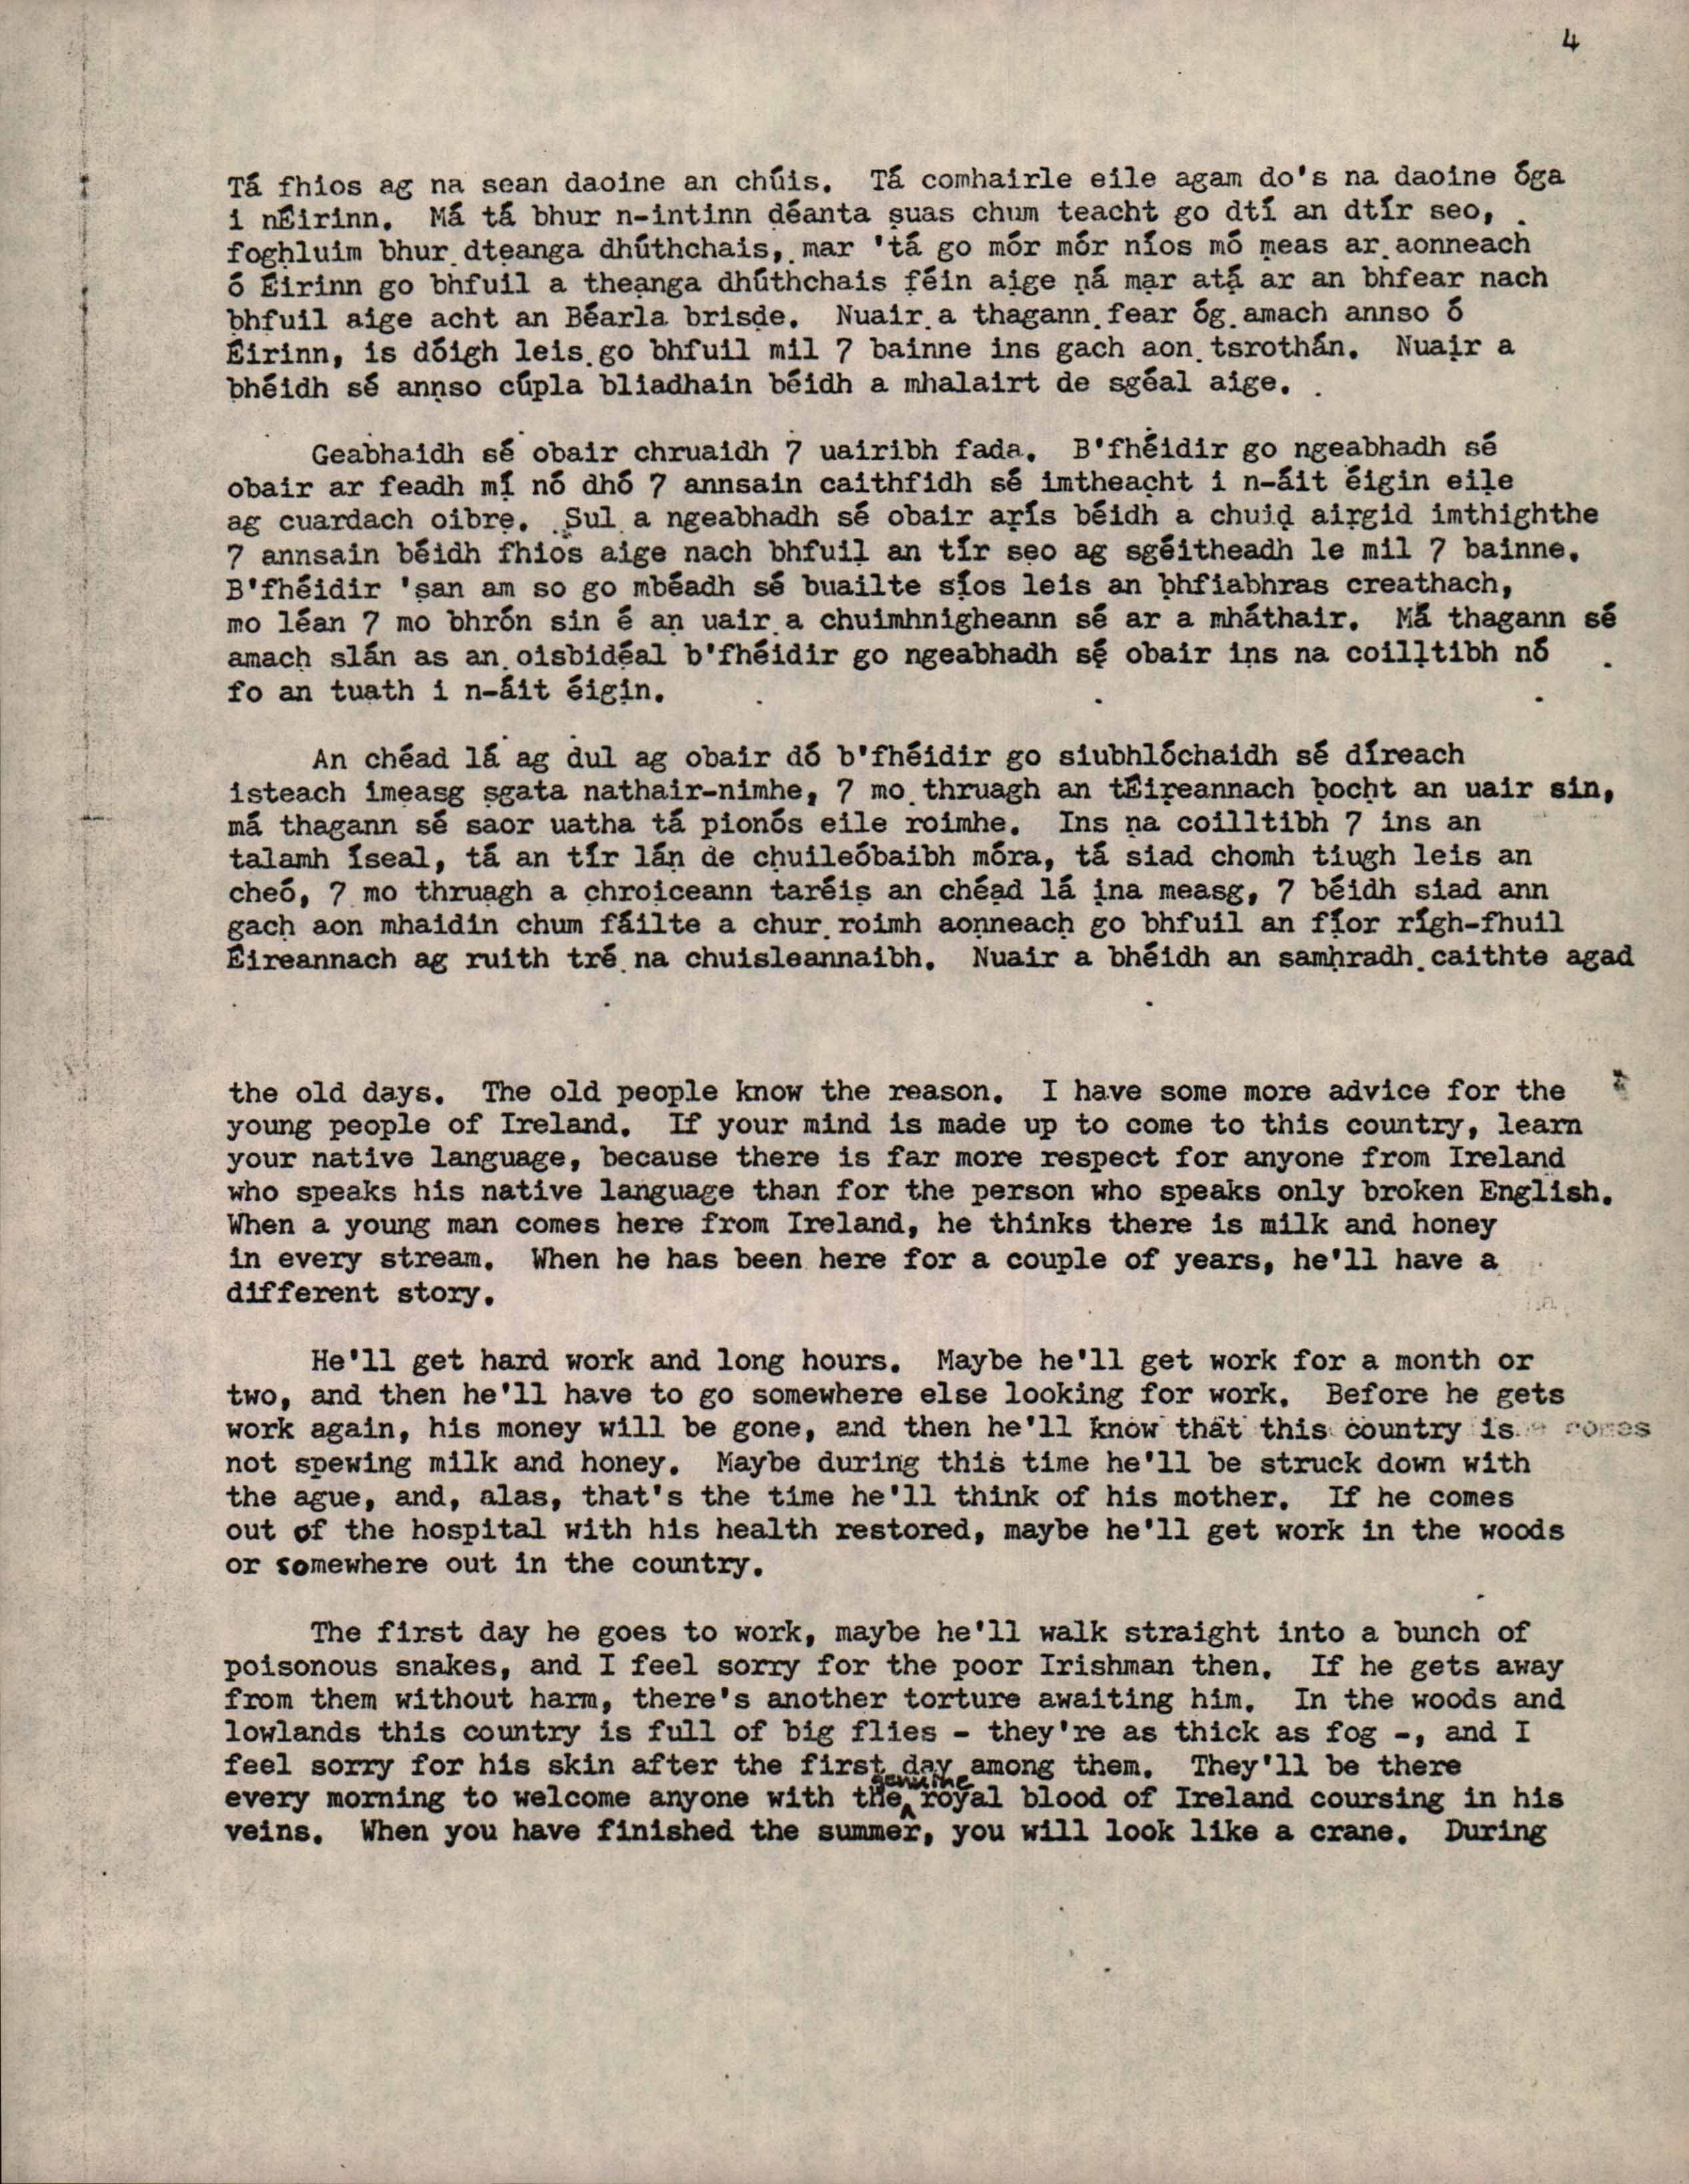 4
Tá fhios ag na sean daoine an chúis. Tá comhairle eile agam do's na daoine óga
i nÉirinn. Má tá bhur n-intinn déanta suas chum teacht go dtí an dtír seo,
foghluim bhur dteanga dhúthchais, mar 'tá go mór mór níos mó meas ar aonneach
ó Éirinn go bhfuil a theanga dhúthchais féin aige ná mar atá ar an bhfear nach
bhfuil aige acht an Béarla brisde. Nuair a thagann fear óg amach annso ó
Éirinn, is dóigh leis go bhfuil mil 7 bainne ins gach aon tsrothán. Nuair a
bhéidh sé annso cúpla bliadhain béidh a mhalairt de sgéal aige.
Geabhaidh sé obair chruaidh 7 uairibh fada. B'fhéidir go ngeabhadh sé
obair ar feadh mí nó dhó 7 annsain caithfidh sé imtheacht i n-áit éigin eile
ag cuardach oibre. Sul a ngeabhadh sé obair arís béidh a chuid airgid imthighthe
7 annsain béidh fhios aige nach bhfuil an tír seo ag sgéitheadh le mil 7 bainne.
B'fhéidir 'san am so go mbéadh sé buailte síos leis an bhfiabhras creathach,
mo léan 7 mo bhrón sin é an uair a chuimhnigheann sé ar a mháthair. Má thagann sé
amach slán as an oisbidéal b'fhéidir go ngeabhadh sé obair ins na coilltibh nó
fo an tuath i n-áit éigin.
An chéad lá ag dul ag obair dó b'fhéidir go siubhlóchaidh sé díreach
isteach imeasg sgata nathair-nimhe, 7 mo thruagh an tÉireannach bocht an uair sin,
má thagann sé saor uatha tá pionós eile roimhe. Ins na coilltibh 7 ins an
talamh íseal, tá an tír lán de chuileóbaibh móra, tá siad chomh tiugh leis an
cheó, 7 mo thruagh a chroiceann taréis an chéad lá ina measg, 7 béidh siad ann
gach aon mhaidin chum fáilte a chur roimh aonneach go bhfuil an fíor rígh-fhuil
Éireannach ag ruith tré na chuisleannaibh. Nuair a bhéidh an samhradh caithte agad
the old days. The old people know the reason. I have some more advice for the
young people of Ireland. If your mind is made up to come to this country, learn
your native language, because there is far more respect for anyone from Ireland
who speaks his native language than for the person who speaks only broken English.
When a young man comes here from Ireland, he thinks there is milk and honey
in every stream. When he has been here for a couple of years, he'll have a
different story.
He'll get hard work and long hours. Maybe he'll get work for a month or
two, and then he'll have to go somewhere else looking for work. Before he gets
work again, his money will be gone, and then he'll know that this country is
not spewing milk and honey. Maybe during this time he'll be struck down with
the ague, and, alas, that's the time he'll think of his mother. If he comes
out of the hospital with his health restored, maybe he'll get work in the woods
or somewhere out in the country.
The first day he goes to work, maybe he'll walk straight into a bunch of
poisonous snakes, and I feel sorry for the poor Irishman then. If he gets away
from them without harm, there's another torture awaiting him. In the woods and
lowlands this country is full of big flies - they're as thick as fog -, and I
feel sorry for his skin after the first day among them. They'll be there
genuine
every morning to welcome anyone with the royal blood of Ireland coursing in his
veins. When you have finished the summer, you will look like a crane. During